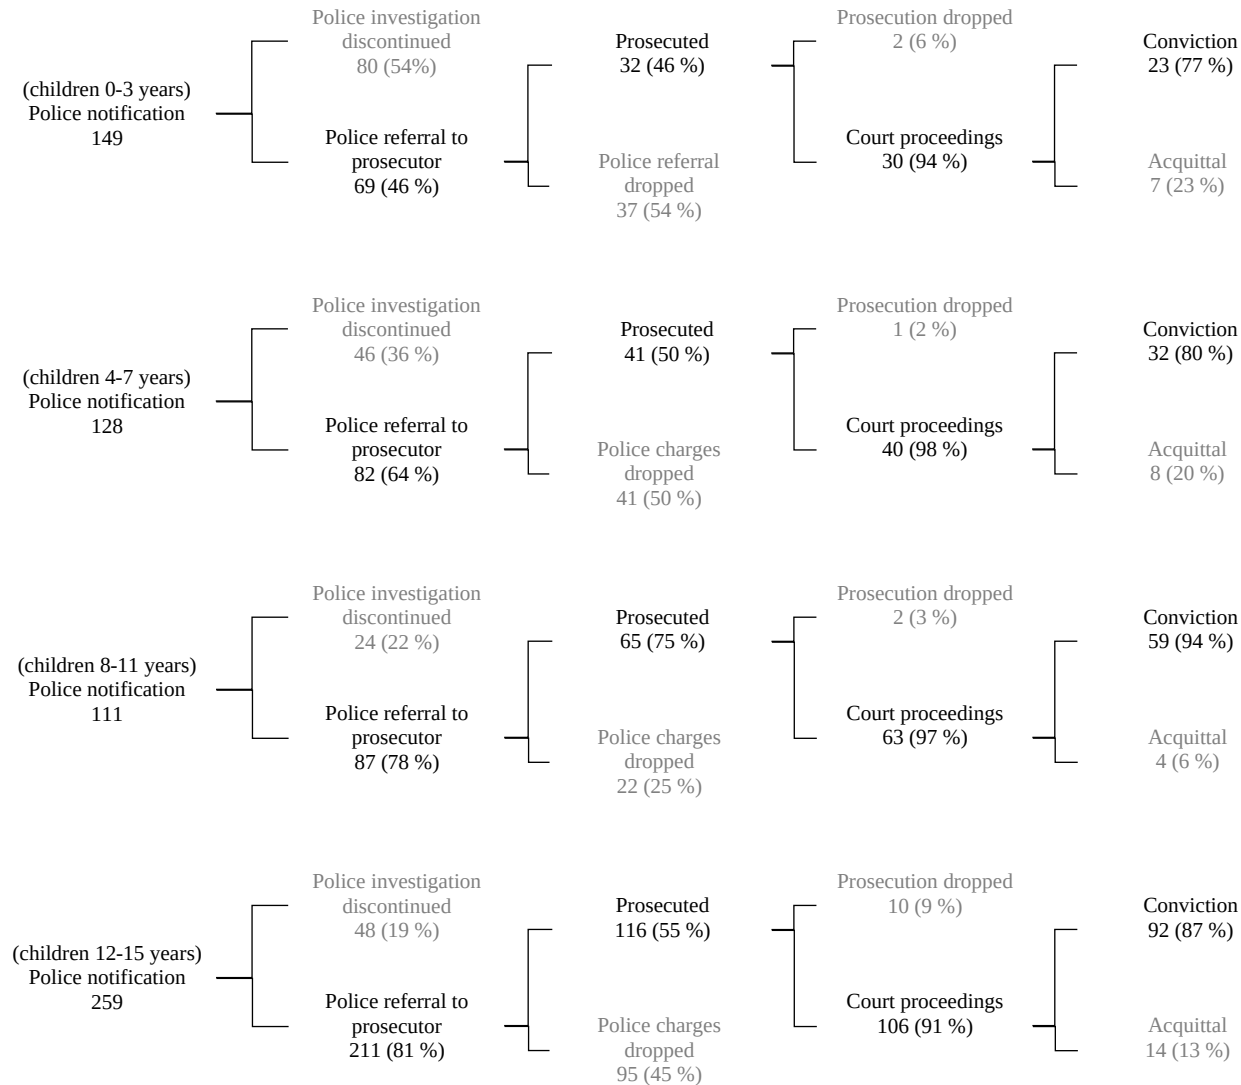 (children 0-3 years)
Police notification
149
Police investigation
discontinued
80 (54%)
Police referral to
prosecutor
69 (46 %)
Prosecuted
32 (46 %)
Police referral
dropped
37 (54 %)
Prosecution dropped
2 (6 %)
Court proceedings
30 (94 %)
Conviction
23 (77 %)
Acquittal
7 (23 %)
(children 4-7 years)
Police notification
128
Police investigation
discontinued
46 (36 %)
Police referral to
prosecutor
82 (64 %)
Prosecuted
41 (50 %)
Police charges
dropped
41 (50 %)
Prosecution dropped
1 (2 %)
Court proceedings
40 (98 %)
Conviction
32 (80 %)
Acquittal
8 (20 %)
(children 8-11 years)
Police notification
111
Police investigation
discontinued
24 (22 %)
Police referral to
prosecutor
87 (78 %)
Prosecuted
65 (75 %)
Police charges
dropped
22 (25 %)
Prosecution dropped
2 (3 %)
Court proceedings
63 (97 %)
Conviction
59 (94 %)
Acquittal
4 (6 %)
(children 12-15 years)
Police notification
259
Police investigation
discontinued
48 (19 %)
Police referral to
prosecutor
211 (81 %)
Prosecuted
116 (55 %)
Police charges
dropped
95 (45 %)
Prosecution dropped
10 (9 %)
Court proceedings
106 (91 %)
Conviction
92 (87 %)
Acquittal
14 (13 %)